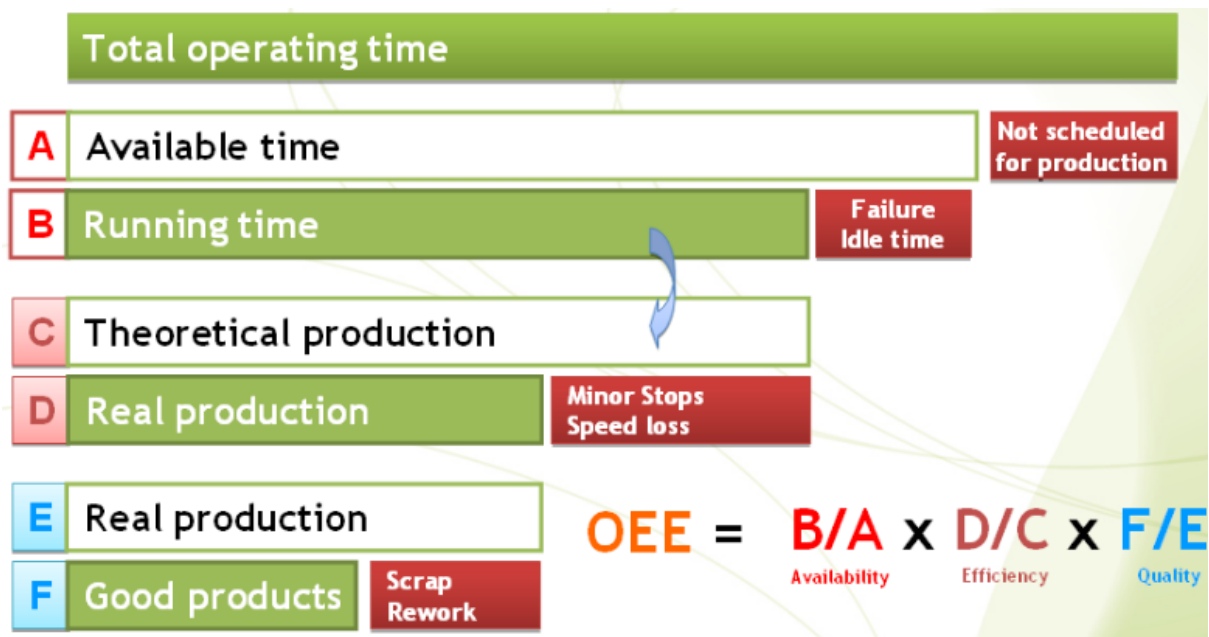 Total operating time
A Available time
Not scheduled
for production
B Running time
Failure
Idle time
C Theoretical production
D Real production
Minor Stops
Speed loss
E Real production
F Good products
Scrap
Rework
OEE = B/A x D/C x F/E
Availability Efficiency Quality